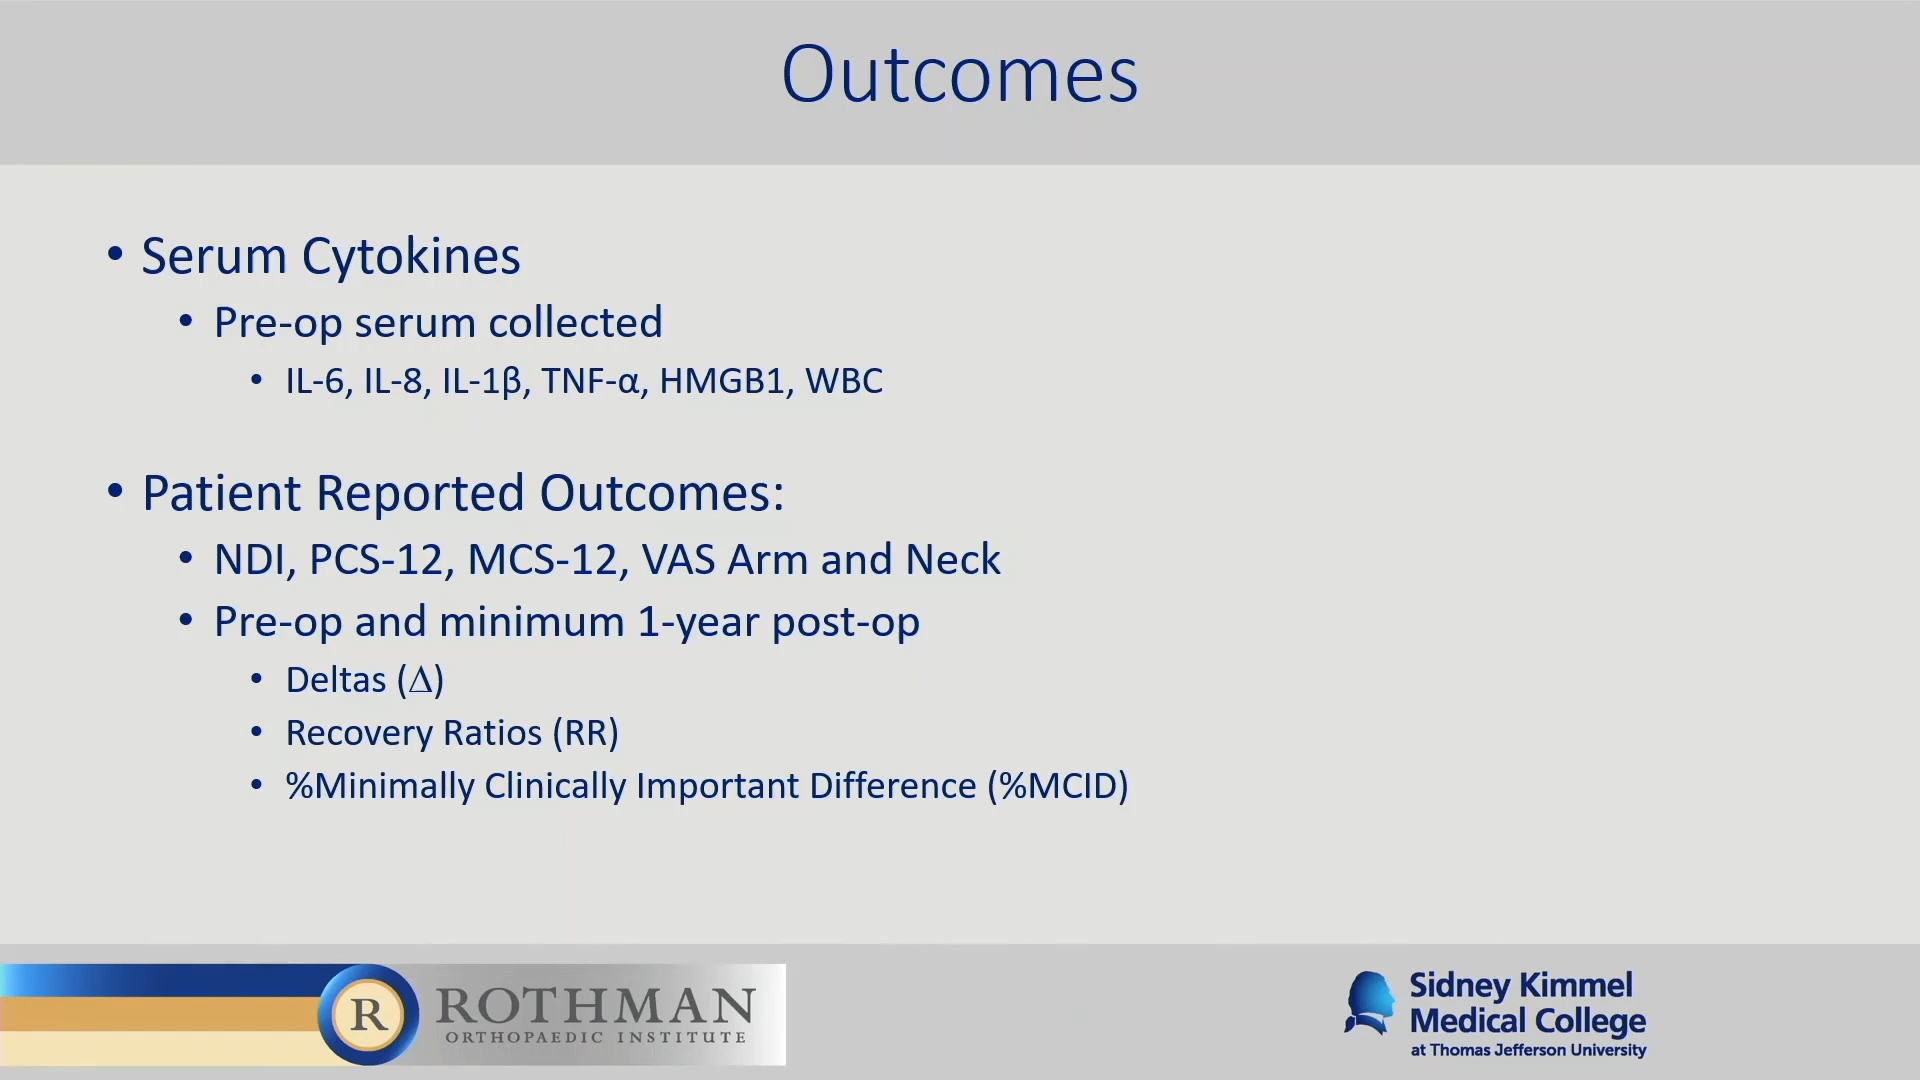 Outcomes
• Serum Cytokines
• Pre-op serum collected
• IL-6, IL-8, IL-1β, TNF-α, HMGB1, WBC
• Patient Reported Outcomes:
• NDI, PCS-12, MCS-12, VAS Arm and Neck
• Pre-op and minimum 1-year post-op
• Deltas (Δ)
• Recovery Ratios (RR)
• %Minimally Clinically Important Difference (%MCID)
R
ROTHMAN
ORTHOPAEDIC INSTITUTE
Sidney Kimmel
Medical College
at Thomas Jefferson University